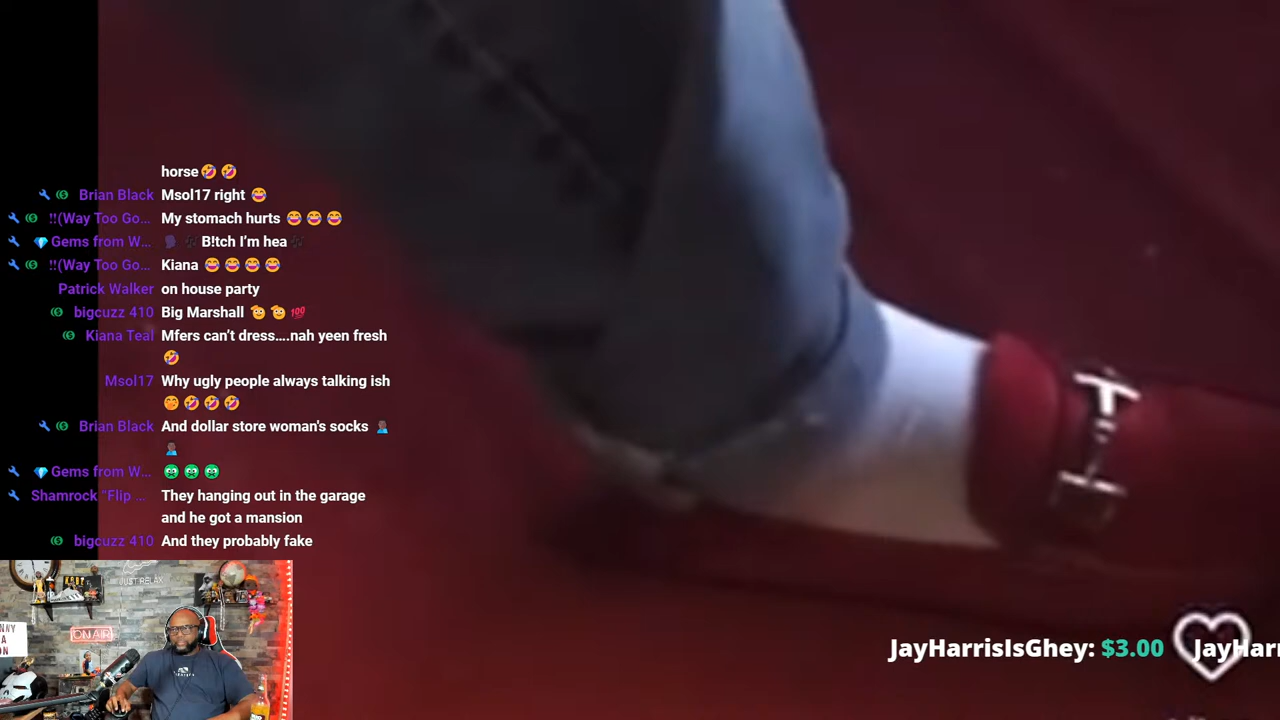 horse🤣 🤣
Brian Black Msol17 right 😂
‼(Way Too Go... My stomach hurts 😂 😂 😂
Gems from W... 🗣 🎶 B!tch I’m hea 🎶
‼(Way Too Go... Kiana 😂 😂 😂 😂
Patrick Walker on house party
bigcuzz 410 Big Marshall 🫡 🫡 💯
Kiana Teal Mfers can’t dress....nah yeen fresh
🤣
Msol17 Why ugly people always talking ish
🤭 🤣 🤣 🤣
Brian Black And dollar store woman's socks 🤦🏿‍♂️
🤦🏿‍♂️
Gems from W... 🤢 🤢 🤢
Shamrock "Flip ... They hanging out in the garage
and he got a mansion
bigcuzz 410 And they probably fake
JUST RELAX
ON AIR
JayHarrisIsGhey: $3.00 JayHarr